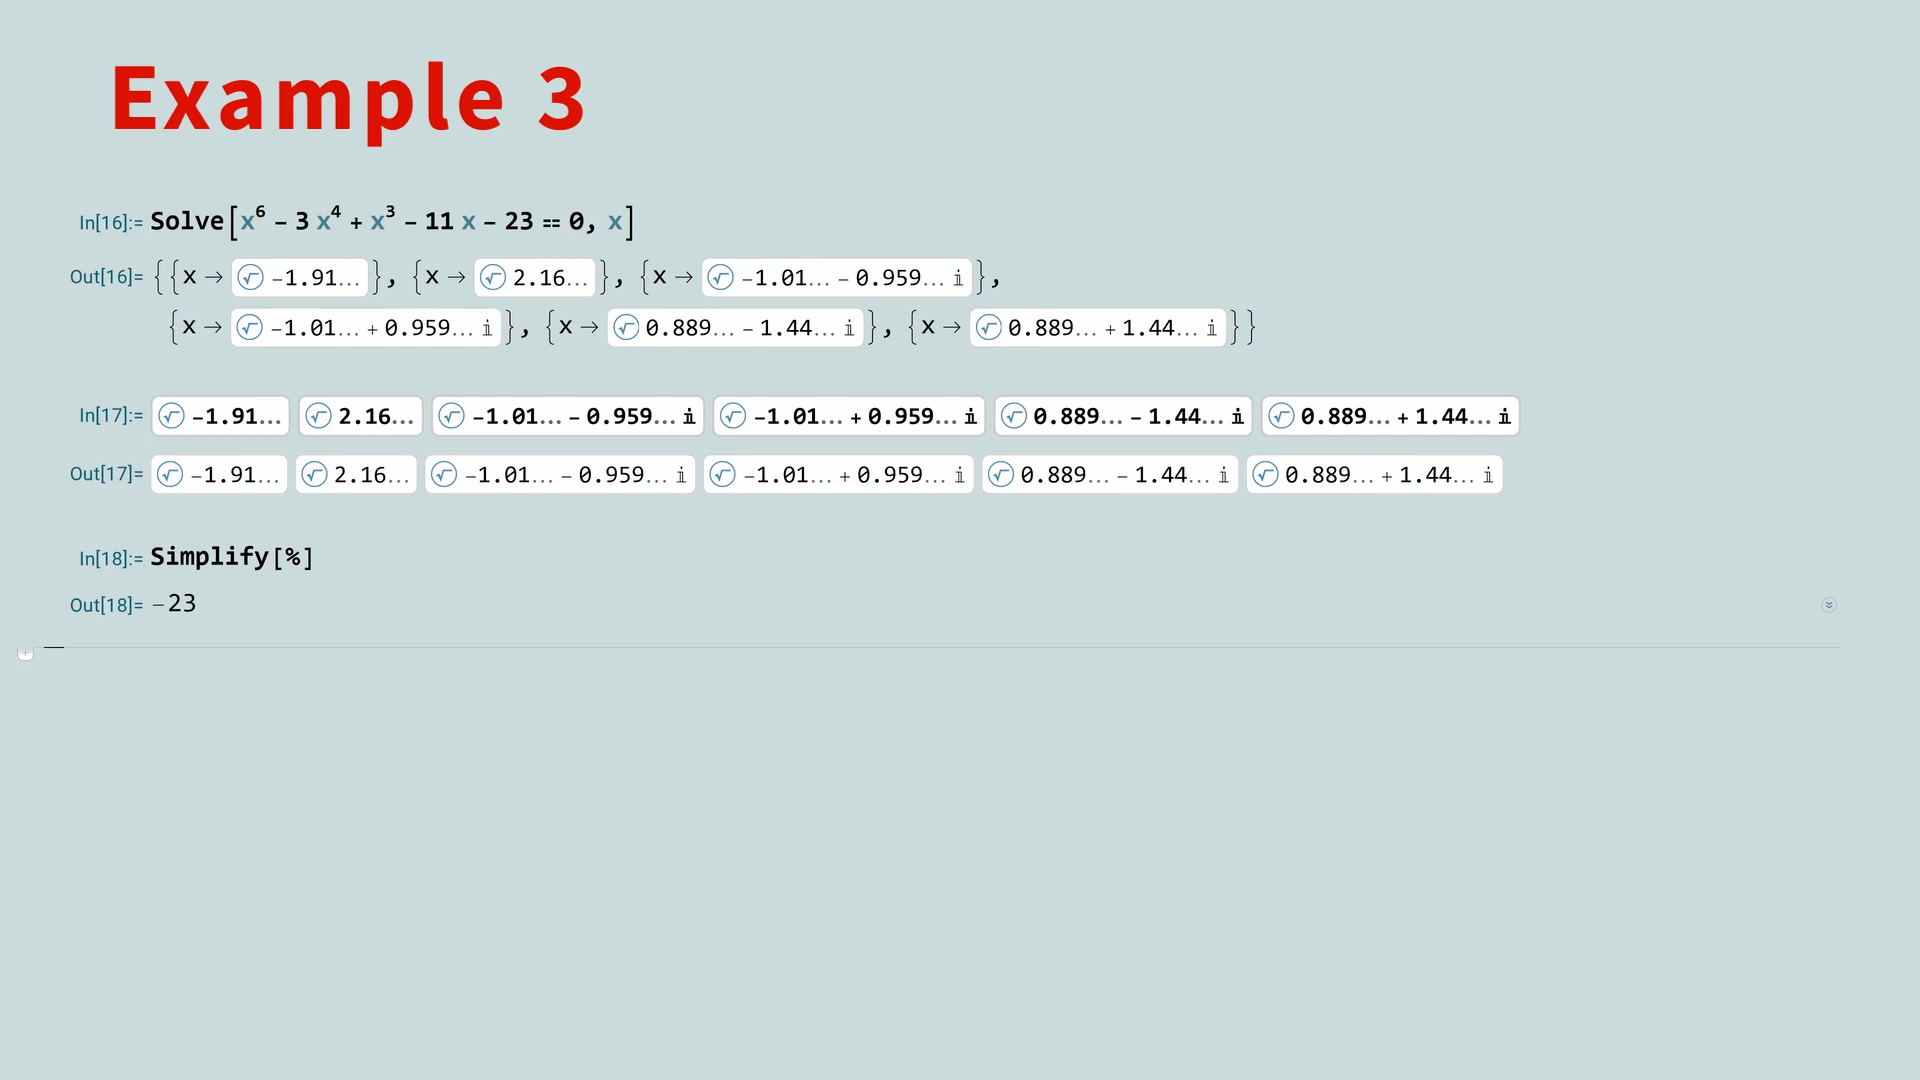 Example 3
In[16]:= Solve[x⁶ – 3 x⁴ + x³ – 11 x – 23 == 0, x]
Out[16]= {{x → √ –1.91...}, {x → √ 2.16...}, {x → √ –1.01... – 0.959... i},
{x → √ –1.01... + 0.959... i}, {x → √ 0.889... – 1.44... i}, {x → √ 0.889... + 1.44... i}}
In[17]:= √ –1.91... √ 2.16... √ –1.01... – 0.959... i √ –1.01... + 0.959... i √ 0.889... – 1.44... i √ 0.889... + 1.44... i
Out[17]= √ –1.91... √ 2.16... √ –1.01... – 0.959... i √ –1.01... + 0.959... i √ 0.889... – 1.44... i √ 0.889... + 1.44... i
In[18]:= Simplify[%]
Out[18]= –23